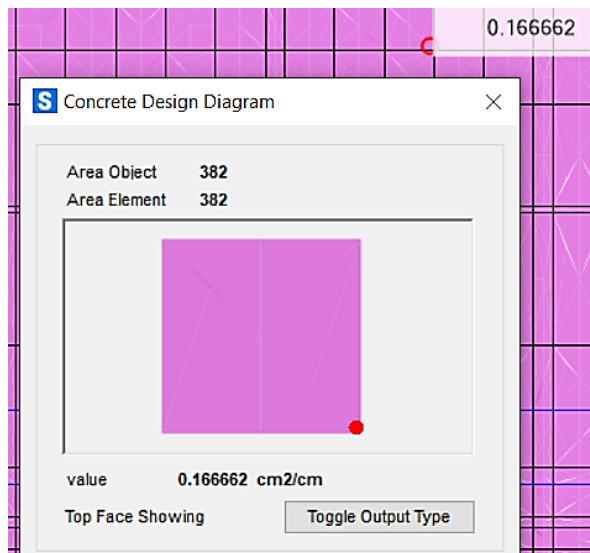 0.166662
S Concrete Design Diagram
Area Object 382
Area Element 382
value 0.166662 cm2/cm
Top Face Showing Toggle Output Type